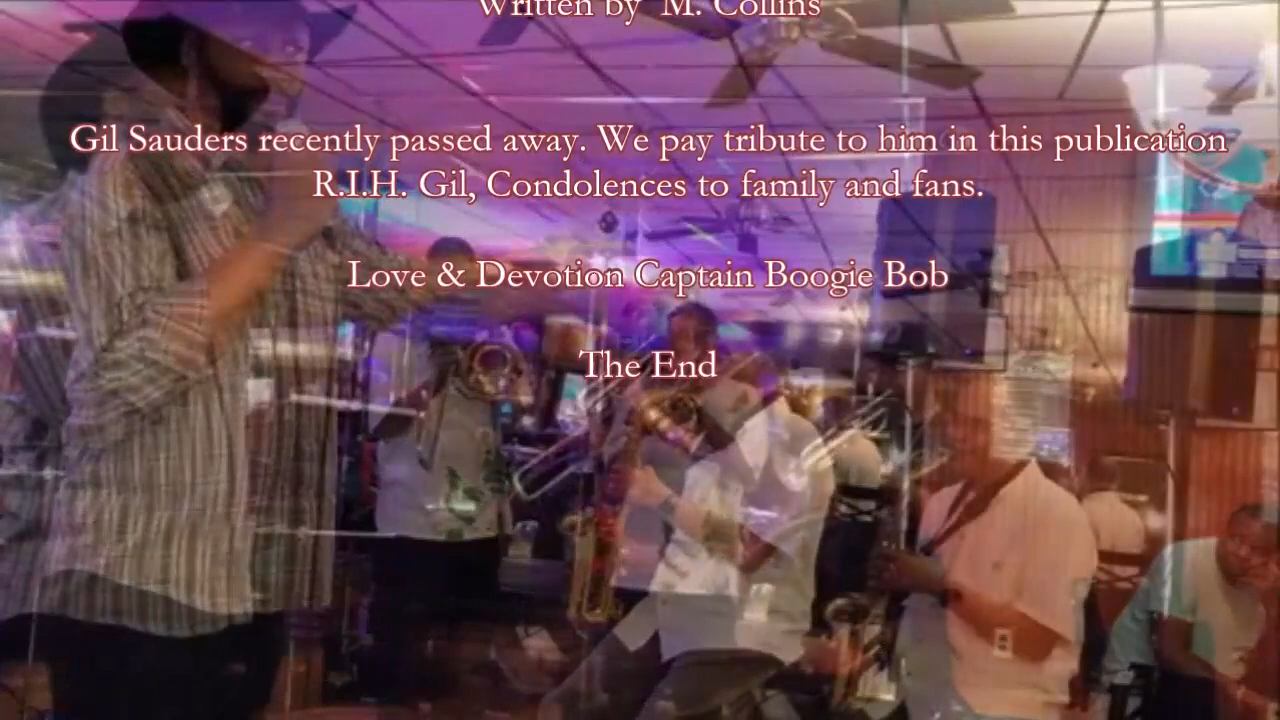 Written by M. Collins
Gil Sauders recently passed away. We pay tribute to him in this publication
R.I.H. Gil, Condolences to family and fans.
Love & Devotion Captain Boogie Bob
The End